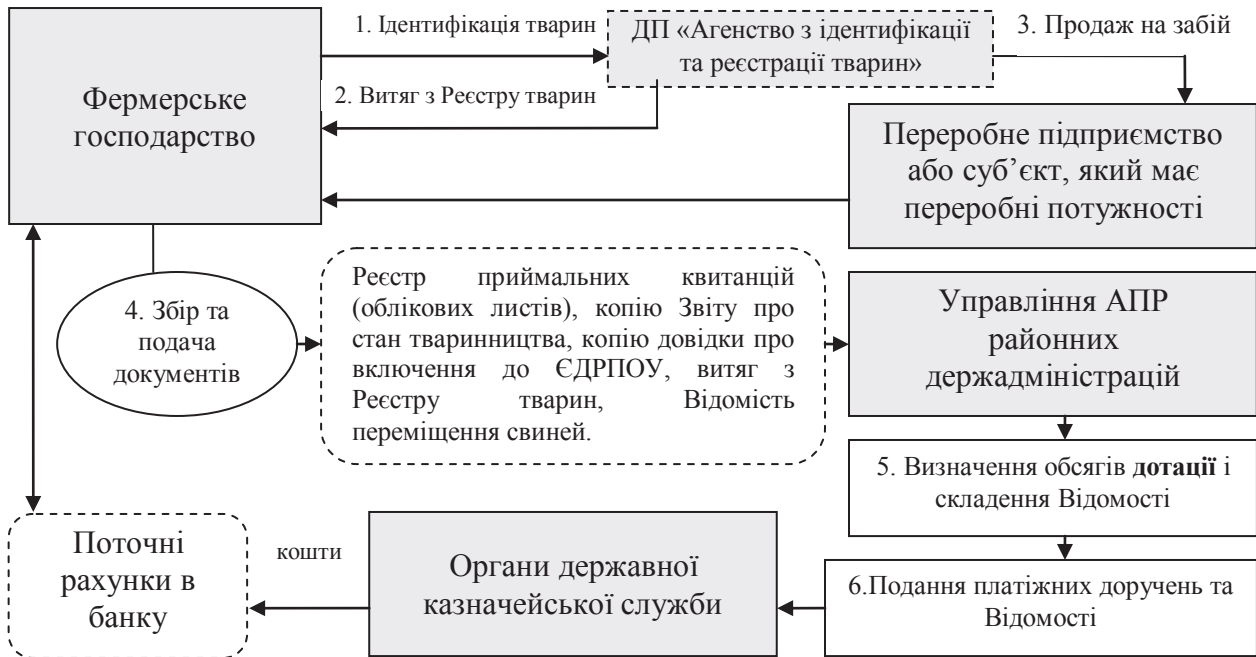 1. Ідентифікація тварин
ДП «Агенство з ідентифікації
та реєстрації тварин»
3. Продаж на забій
Фермерське
господарство
2. Витяг з Реєстру тварин
Переробне підприємство
або суб’єкт, який має
переробні потужності
4. Збір та
подача
документів
Реєстр приймальних квитанцій
(облікових листів), копію Звіту про
стан тваринництва, копію довідки про
включення до ЄДРПОУ, витяг з
Реєстру тварин, Відомість
переміщення свиней.
Управління АПР
районних
держадміністрацій
5. Визначення обсягів дотації і
складення Відомості
Поточні
рахунки в
банку
кошти
Органи державної
казначейської служби
6.Подання платіжних доручень та
Відомості